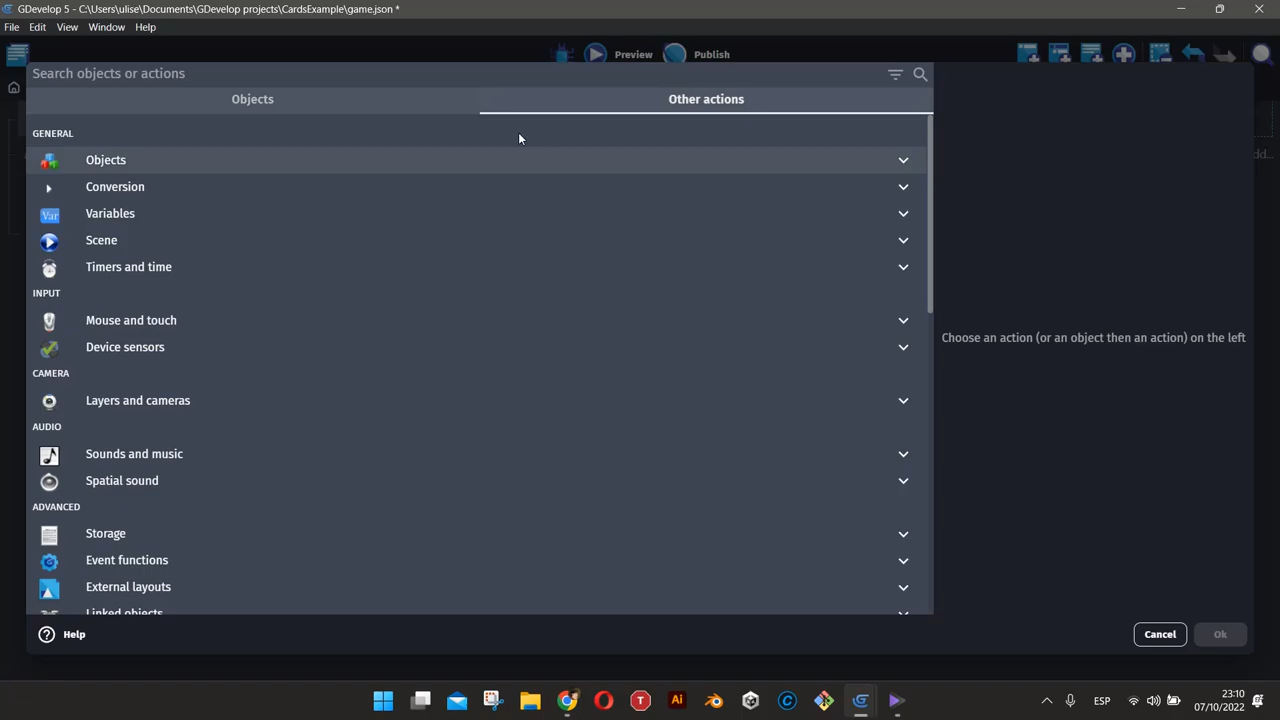 GDevelop 5 - C:\Users\ulise\Documents\GDevelop projects\CardsExample\game.json *
File Edit View Window Help
Preview Publish
Search objects or actions
Objects Other actions
GENERAL
Objects
Conversion
Var Variables
Scene
Timers and time
INPUT
Mouse and touch
Device sensors
CAMERA
Layers and cameras
AUDIO
Sounds and music
Spatial sound
ADVANCED
Storage
Event functions
External layouts
Linked objects
dd...
Choose an action (or an object then an action) on the left
? Help
Cancel Ok
T Ai C ESP
23:10
07/10/2022